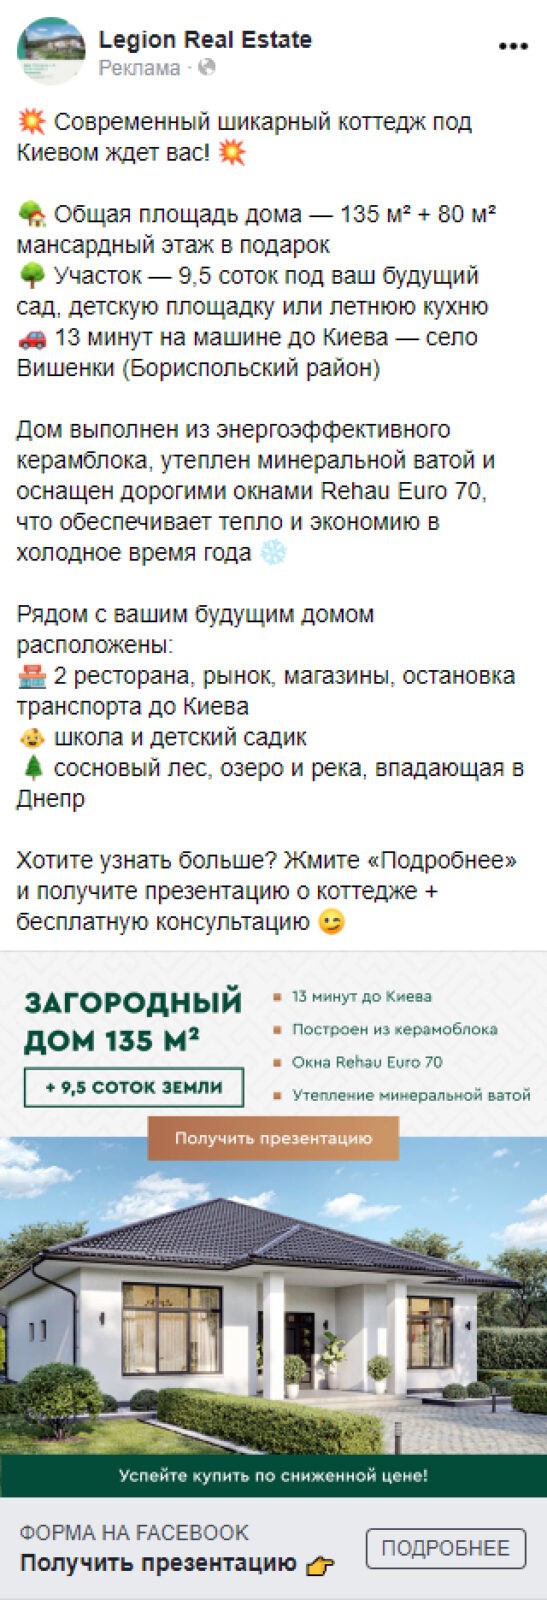 Legion Real Estate
Реклама ·
💥 Современный шикарный коттедж под
Киевом ждет вас! 💥
🏡 Общая площадь дома — 135 м² + 80 м²
мансардный этаж в подарок
🌳 Участок — 9,5 соток под ваш будущий
сад, детскую площадку или летнюю кухню
🚗 13 минут на машине до Киева — село
Вишенки (Бориспольский район)
Дом выполнен из энергоэффективного
керамблока, утеплен минеральной ватой и
оснащен дорогими окнами Rehau Euro 70,
что обеспечивает тепло и экономию в
холодное время года ❄️
Рядом с вашим будущим домом
расположены:
🏪 2 ресторана, рынок, магазины, остановка
транспорта до Киева
👶 школа и детский садик
🌲 сосновый лес, озеро и река, впадающая в
Днепр
Хотите узнать больше? Жмите «Подробнее»
и получите презентацию о коттедже +
бесплатную консультацию 😉
ЗАГОРОДНЫЙ
ДОМ 135 М²
+ 9,5 СОТОК ЗЕМЛИ
13 минут до Киева
Построен из керамоблока
Окна Rehau Euro 70
Утепление минеральной ватой
Получить презентацию
Успейте купить по сниженной цене!
ФОРМА НА FACEBOOK
Получить презентацию 👉
ПОДРОБНЕЕ